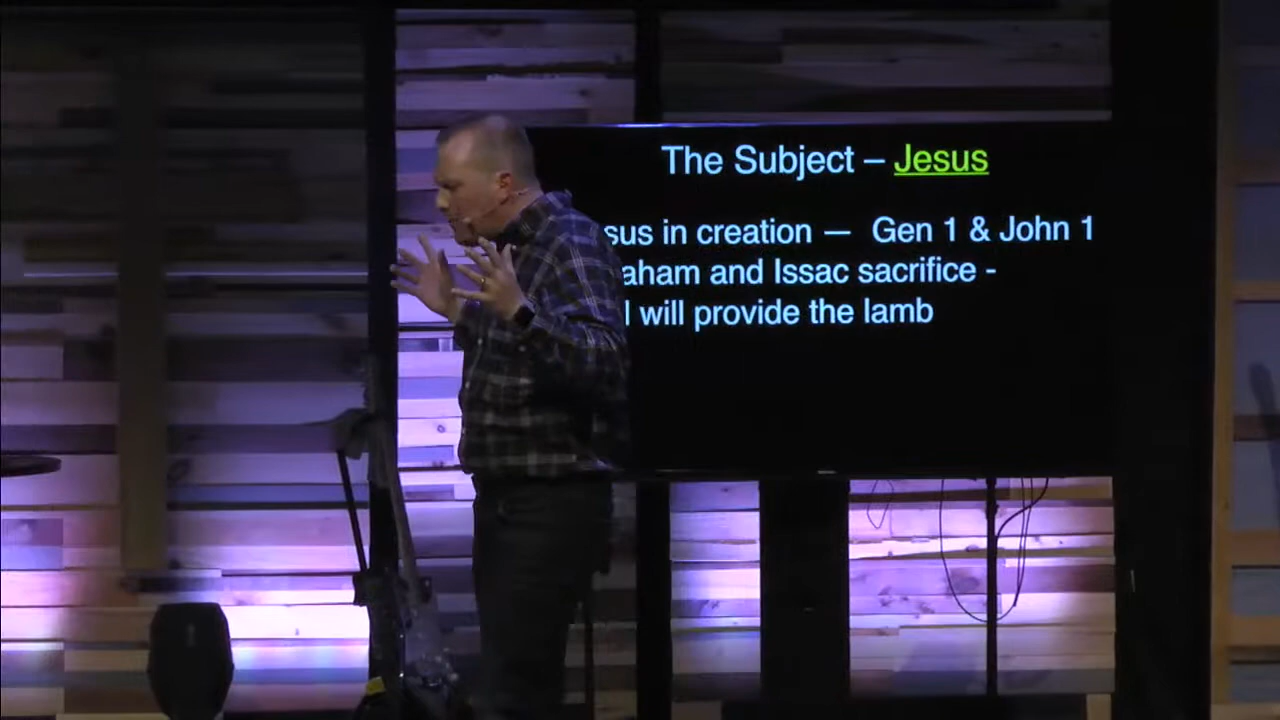 The Subject – Jesus
sus in creation — Gen 1 & John 1
aham and Issac sacrifice -
will provide the lamb